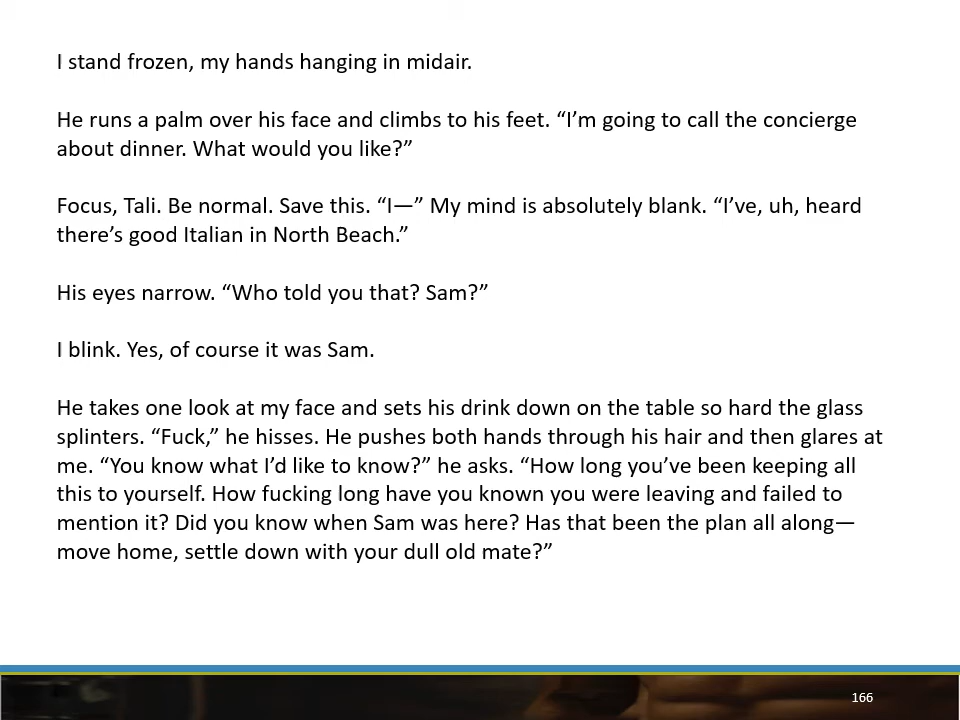 I stand frozen, my hands hanging in midair.
He runs a palm over his face and climbs to his feet. “I’m going to call the concierge
about dinner. What would you like?”
Focus, Tali. Be normal. Save this. “I—” My mind is absolutely blank. “I’ve, uh, heard
there’s good Italian in North Beach.”
His eyes narrow. “Who told you that? Sam?”
I blink. Yes, of course it was Sam.
He takes one look at my face and sets his drink down on the table so hard the glass
splinters. “Fuck,” he hisses. He pushes both hands through his hair and then glares at
me. “You know what I’d like to know?” he asks. “How long you’ve been keeping all
this to yourself. How fucking long have you known you were leaving and failed to
mention it? Did you know when Sam was here? Has that been the plan all along—
move home, settle down with your dull old mate?”
166